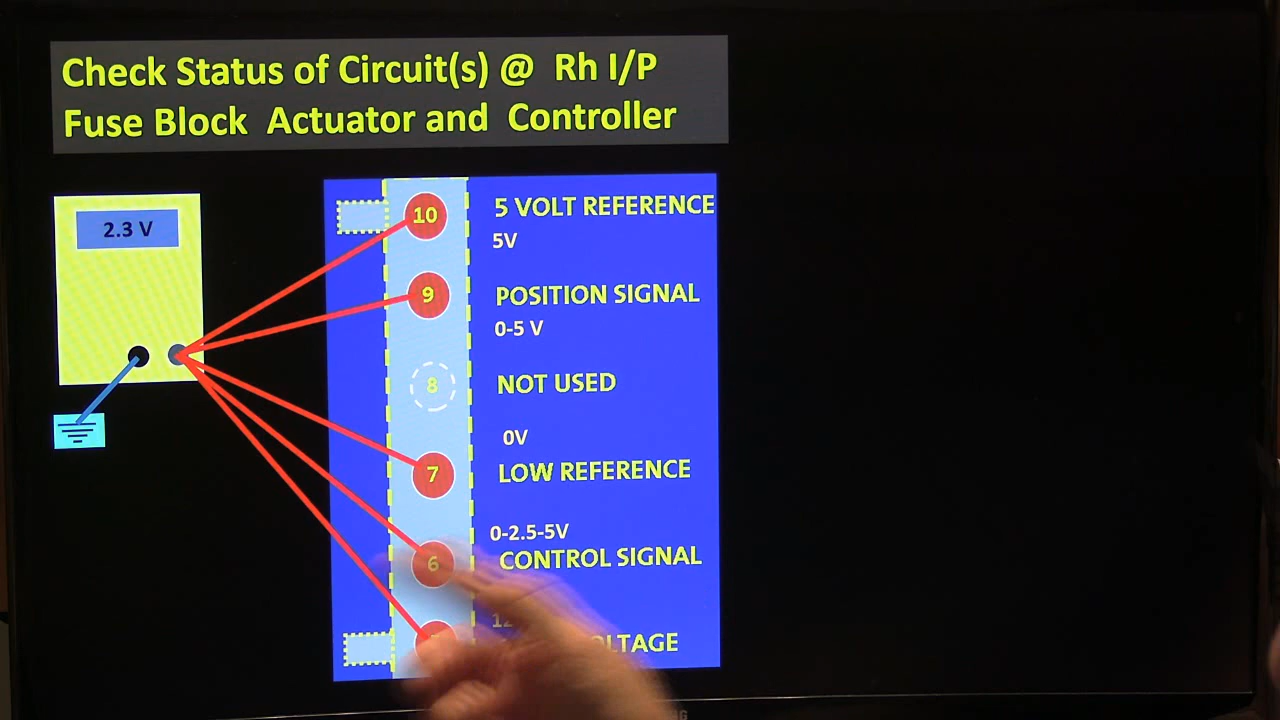 Check Status of Circuit(s) @ Rh I/P
Fuse Block Actuator and Controller
2.3 V
10
5 VOLT REFERENCE
5V
9
POSITION SIGNAL
0-5 V
8
NOT USED
0V
7
LOW REFERENCE
0-2.5-5V
6
CONTROL SIGNAL